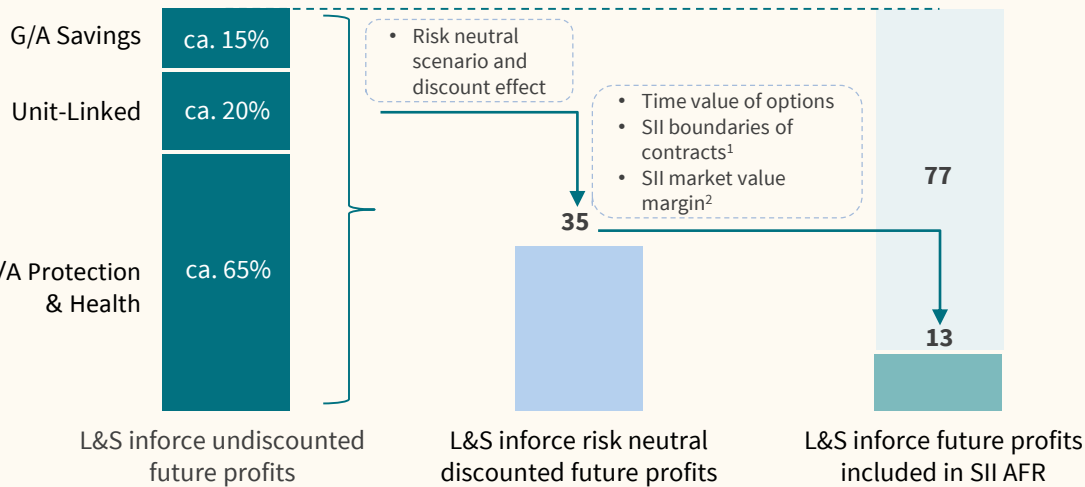 G/A Savings
ca. 15%
Unit-Linked
ca. 20%
/A Protection
& Health
ca. 65%
• Risk
neutral
scenario and
discount effect
• Time value of options
• SII boundaries of
contracts¹
• SII market value
margin²
35
77
13
L&S inforce undiscounted
future profits
L&S inforce risk neutral
discounted future profits
L&S inforce future profits
included in SII AFR